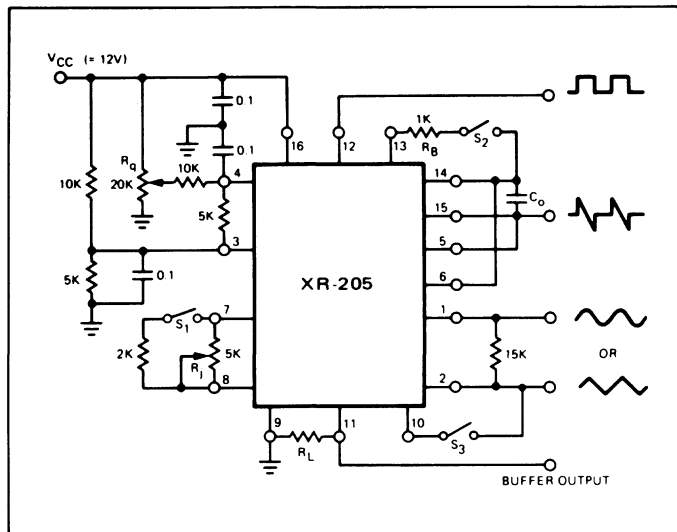 VCC (= 12V)
0.1
0.1
16
12
13
1K
RB
S2
10K
Rq
20K
10K
4
14
CO
5K
15
3
5
5K
0.1
6
XR-205
S1
7
1
2K
Rj
5K
15K
OR
8
2
9
11
10
RL
S3
BUFFER OUTPUT